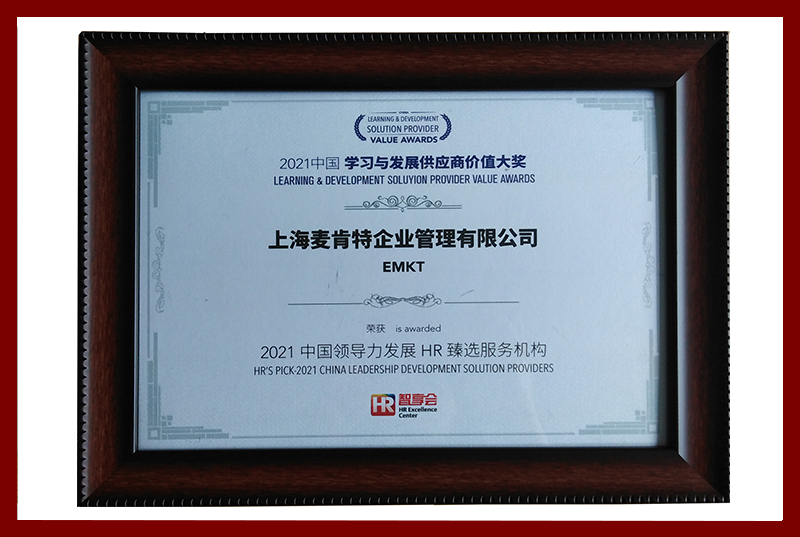 CHINA
LEARNING & DEVELOPMENT
SOLUTION PROVIDER
VALUE AWARDS
2021中国 学习与发展供应商价值大奖
LEARNING & DEVELOPMENT SOLUYION PROVIDER VALUE AWARDS
上海麦肯特企业管理有限公司
EMKT
荣获 is awarded
2021 中国领导力发展 HR 臻选服务机构
HR'S PICK-2021 CHINA LEADERSHIP DEVELOPMENT SOLUTION PROVIDERS
HR 智享会
HR Excellence
Center